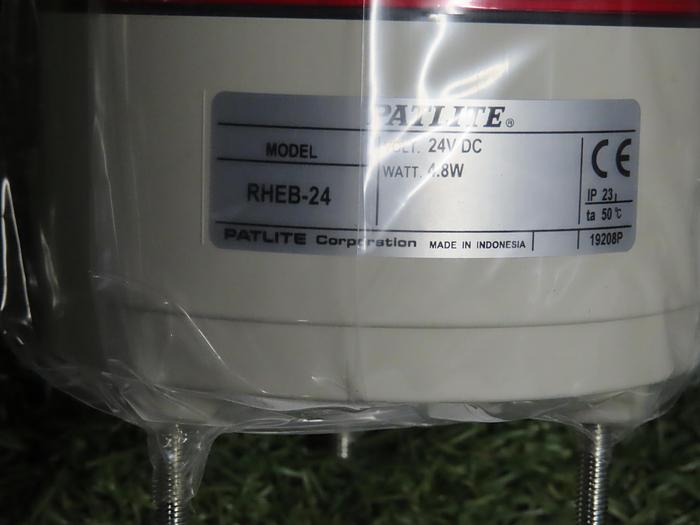 PATLITE®
MODEL
RHEB-24
VOLT. 24V DC
WATT. 4.8W
CE
IP 23
ta 50℃
PATLITE Corporation MADE IN INDONESIA
19208P